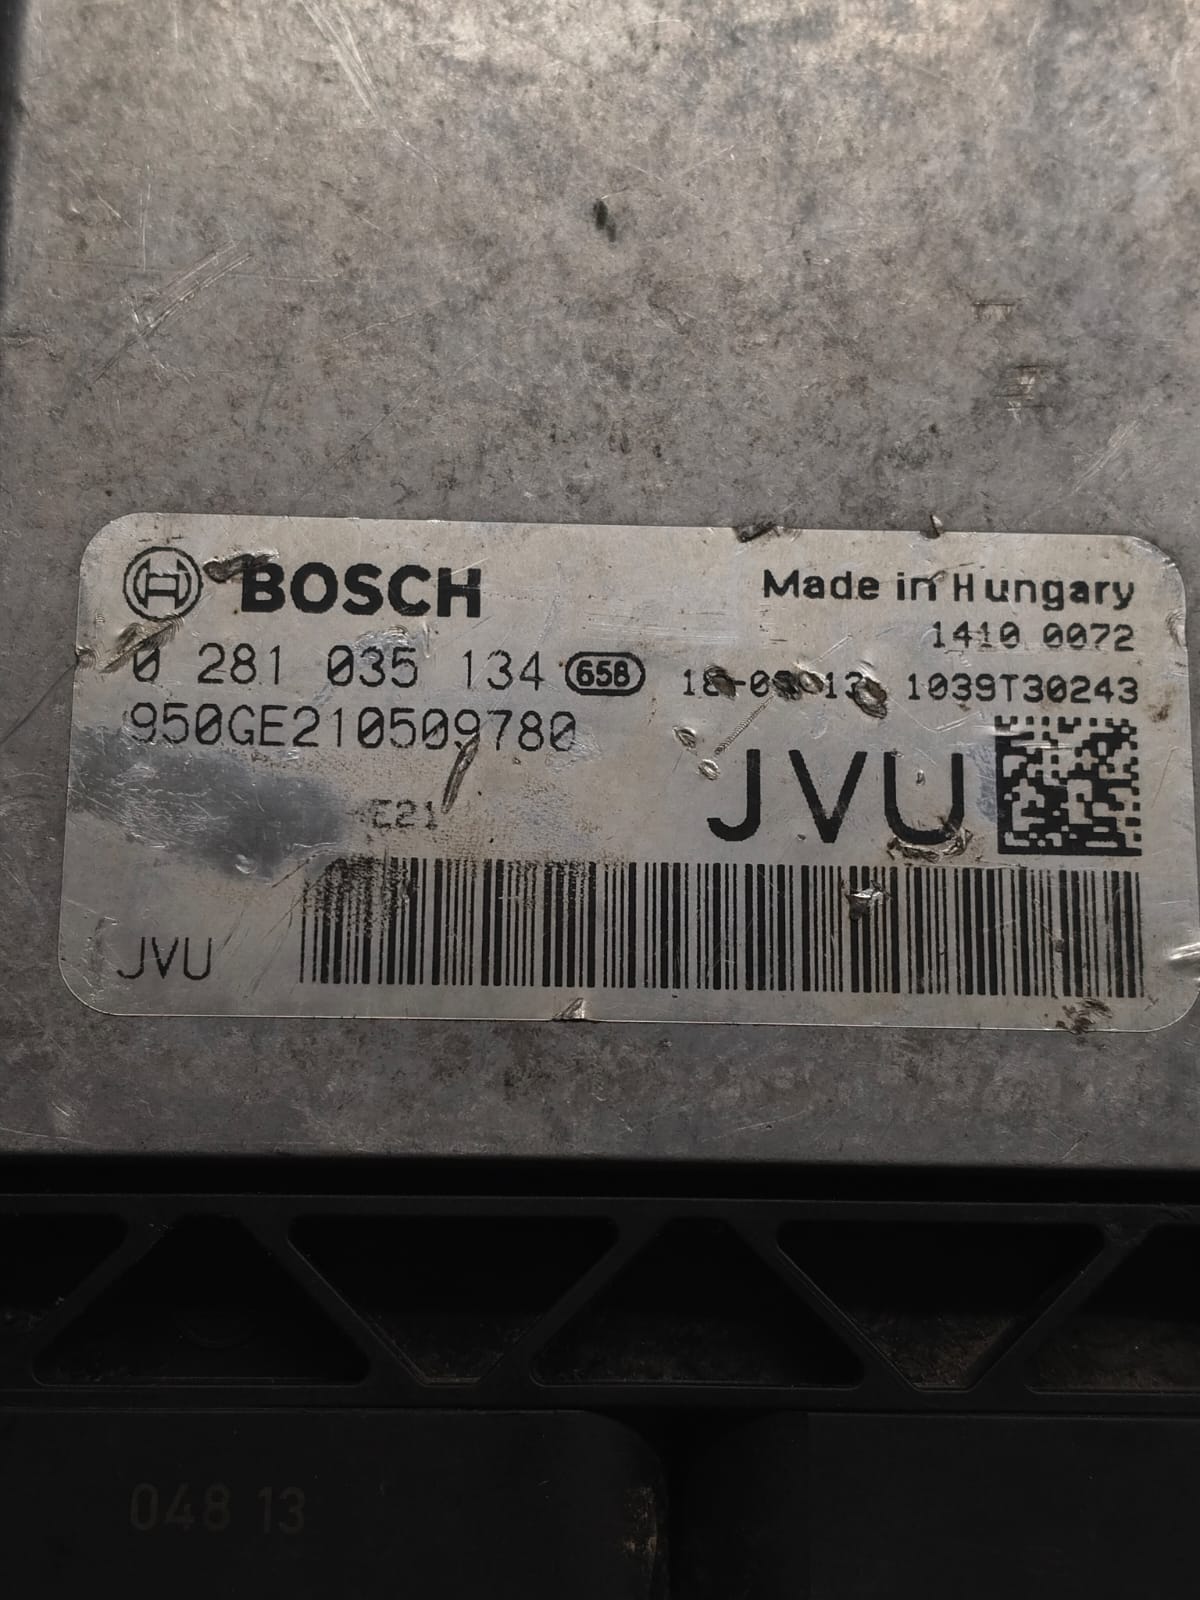 BOSCH
Made in Hungary
1410 0072
0 281 035 134 658
1039T30243
950GE210509780
JVU
E21
JVU
048 13